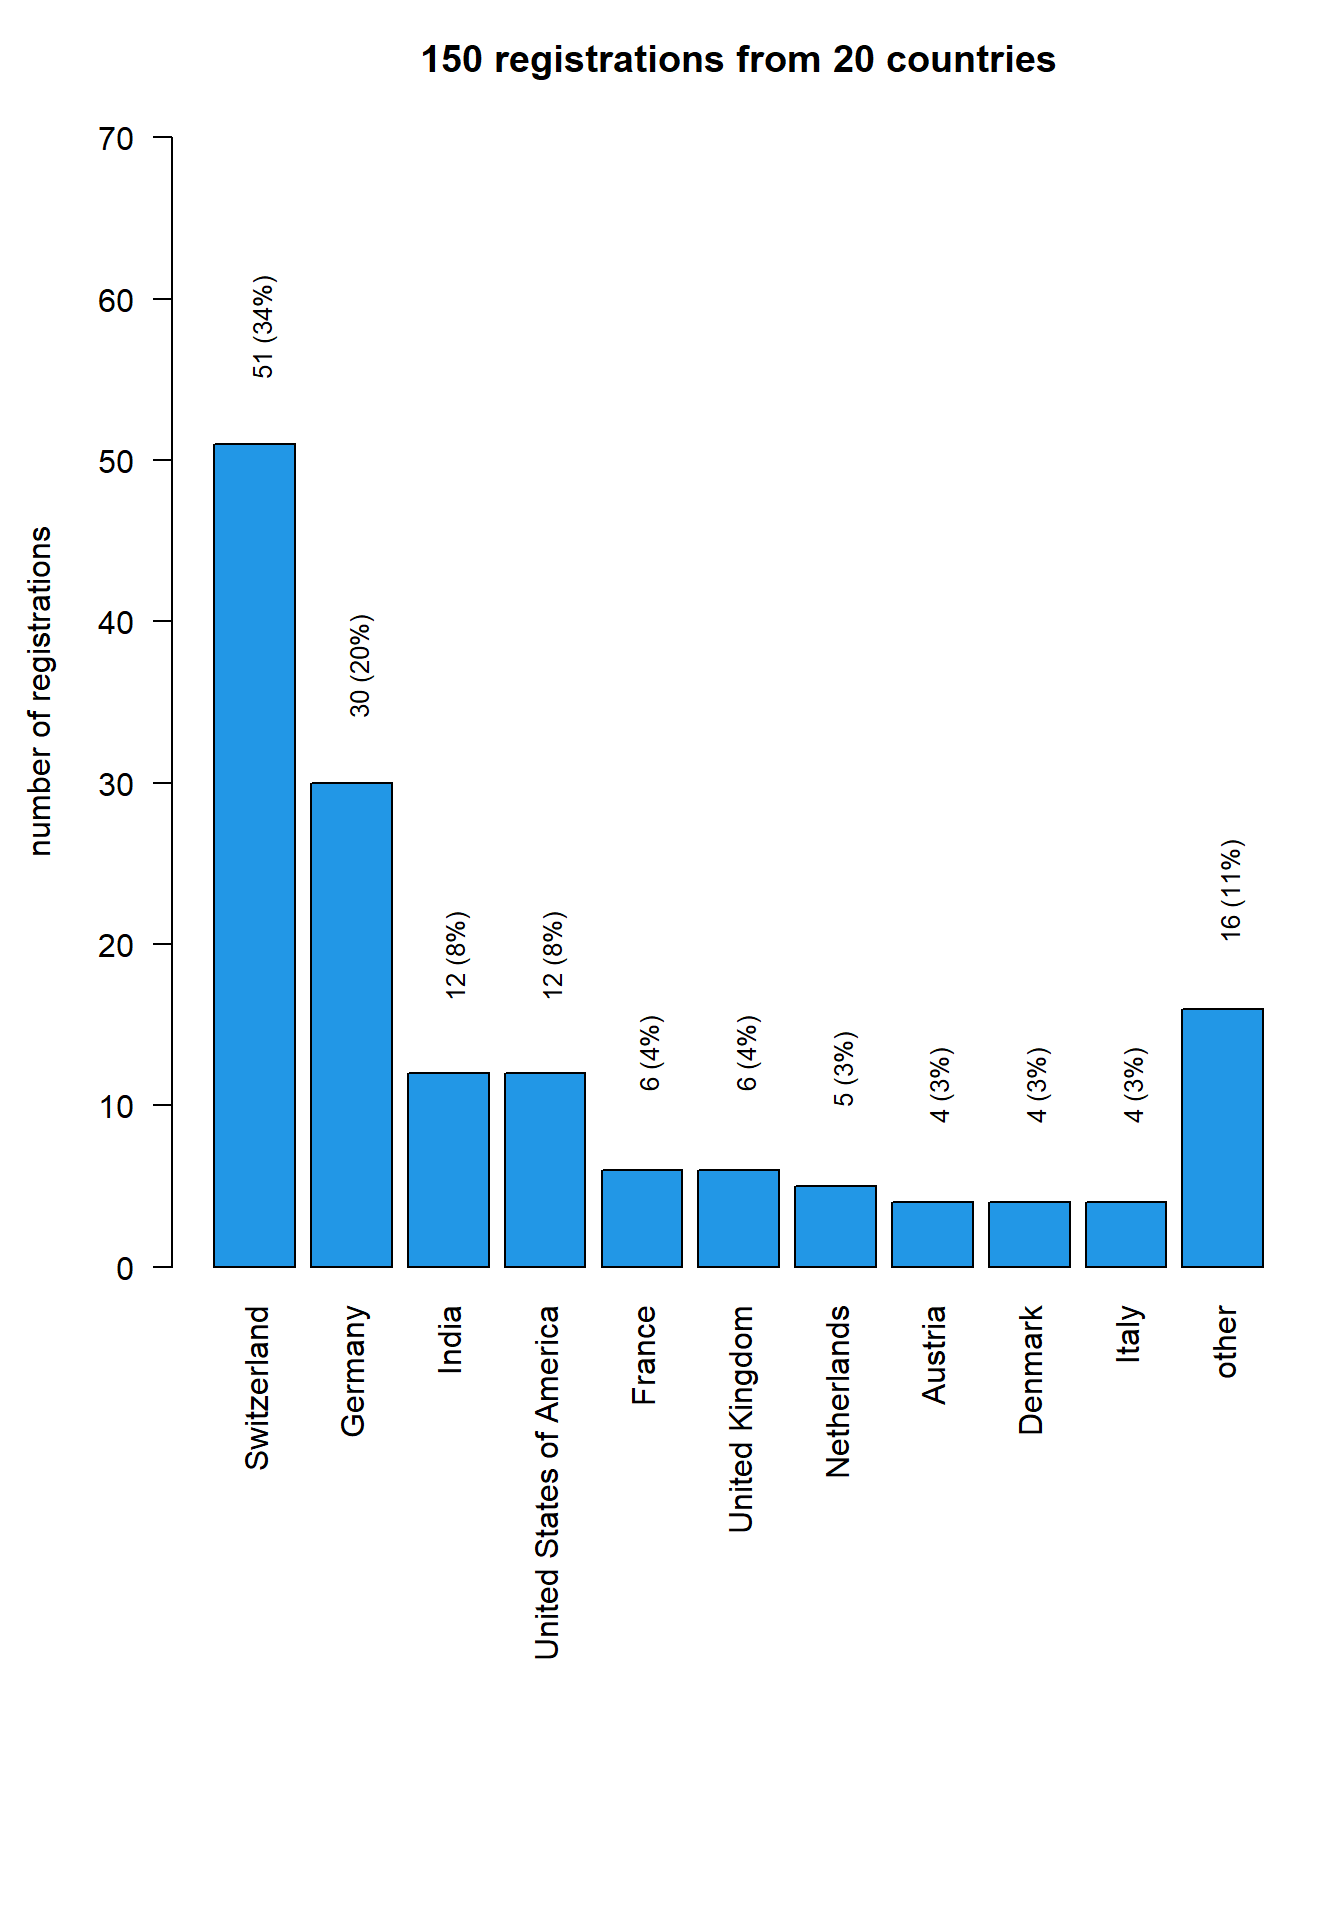 150 registrations from 20 countries
number of registrations
70
60
50
40
30
20
10
0
51 (34%)
30 (20%)
12 (8%)
12 (8%)
6 (4%)
6 (4%)
5 (3%)
4 (3%)
4 (3%)
4 (3%)
16 (11%)
Switzerland
Germany
India
United States of America
France
United Kingdom
Netherlands
Austria
Denmark
Italy
other